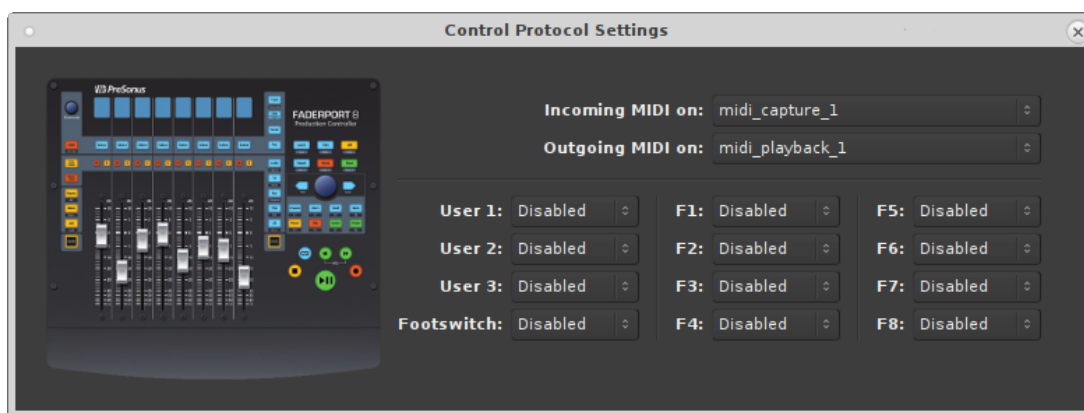 Control Protocol Settings
PreSonus
FADERPORT 8
Production Controller
Incoming MIDI on: midi_capture_1
Outgoing MIDI on: midi_playback_1
User 1: Disabled F1: Disabled F5: Disabled
User 2: Disabled F2: Disabled F6: Disabled
User 3: Disabled F3: Disabled F7: Disabled
Footswitch: Disabled F4: Disabled F8: Disabled